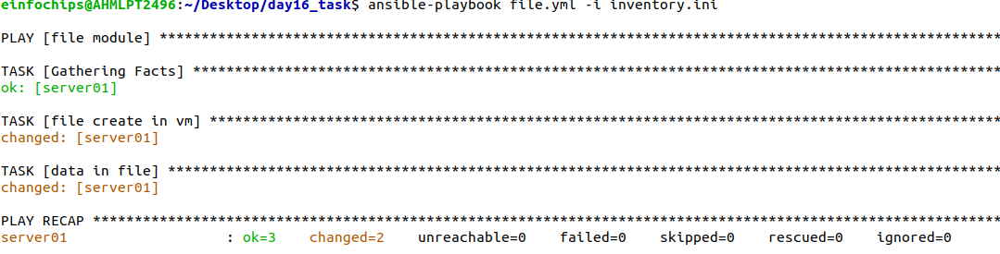 einfochips@AHMLPT2496:~/Desktop/day16_task$ ansible-playbook file.yml -i inventory.ini
PLAY [file module] *****************************************************************************************************
TASK [Gathering Facts] *************************************************************************************************
ok: [server01]
TASK [file create in vm] ***********************************************************************************************
changed: [server01]
TASK [data in file] ****************************************************************************************************
changed: [server01]
PLAY RECAP *************************************************************************************************************
server01                   : ok=3    changed=2    unreachable=0    failed=0    skipped=0    rescued=0    ignored=0